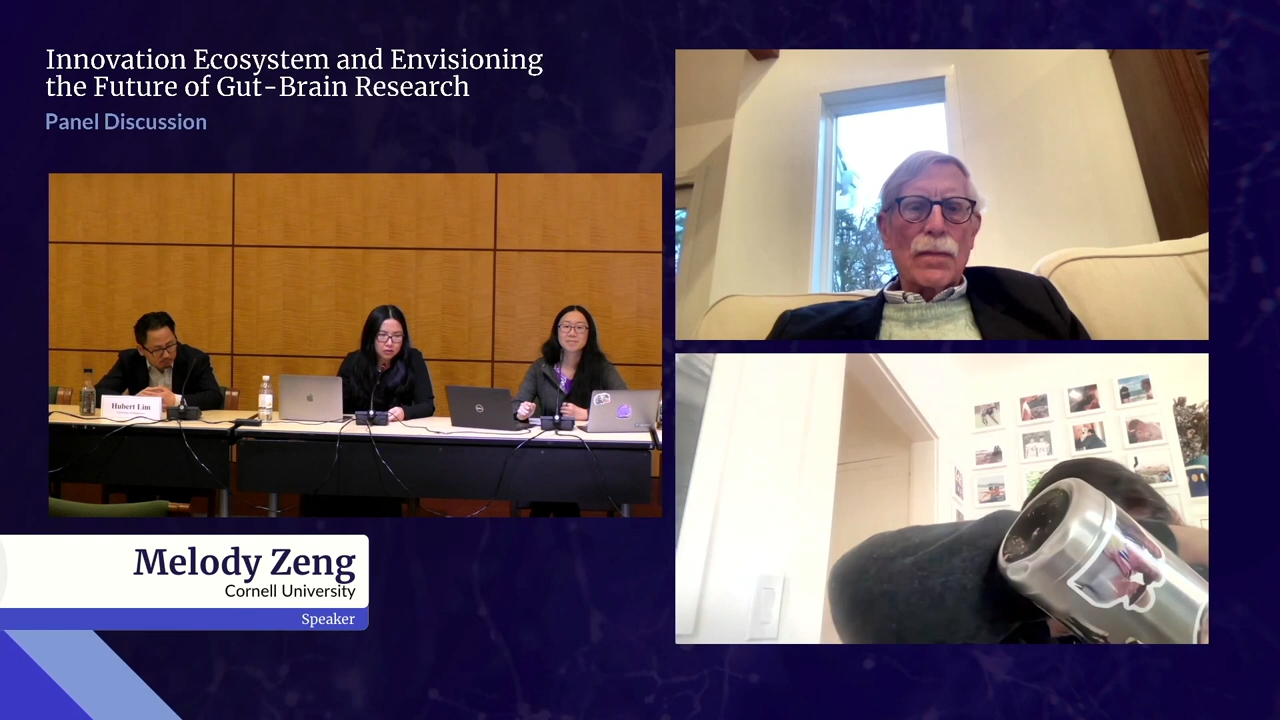 Innovation Ecosystem and Envisioning
the Future of Gut-Brain Research
Panel Discussion
Hubert Lim
DELL
Melody Zeng
Cornell University
Speaker